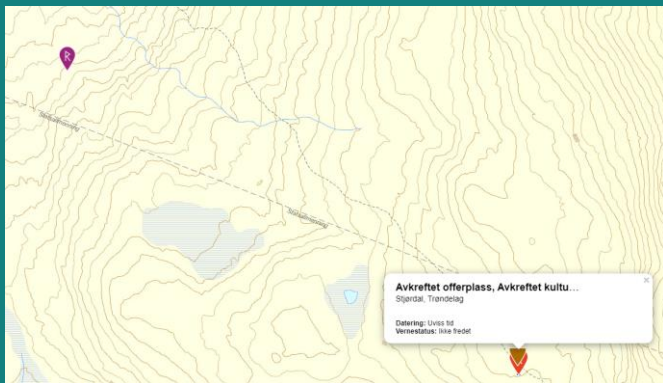 Avkreftet offerplass, Avkreftet kultu...
Stjørdal, Trøndelag
Datering: Uviss tid
Vernestatus: Ikke fredet